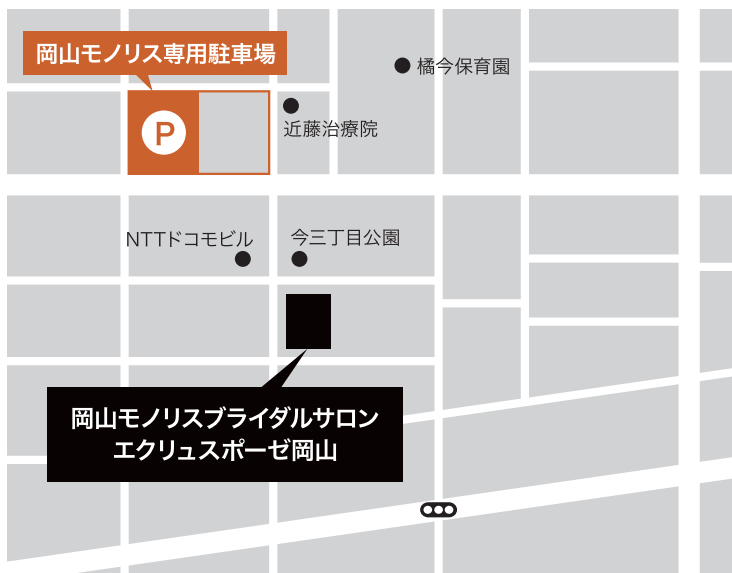 岡山モノリス専用駐車場
橘今保育園
P
近藤治療院
NTTドコモビル
今三丁目公園
岡山モノリスブライダルサロン
エクリュスポーゼ岡山